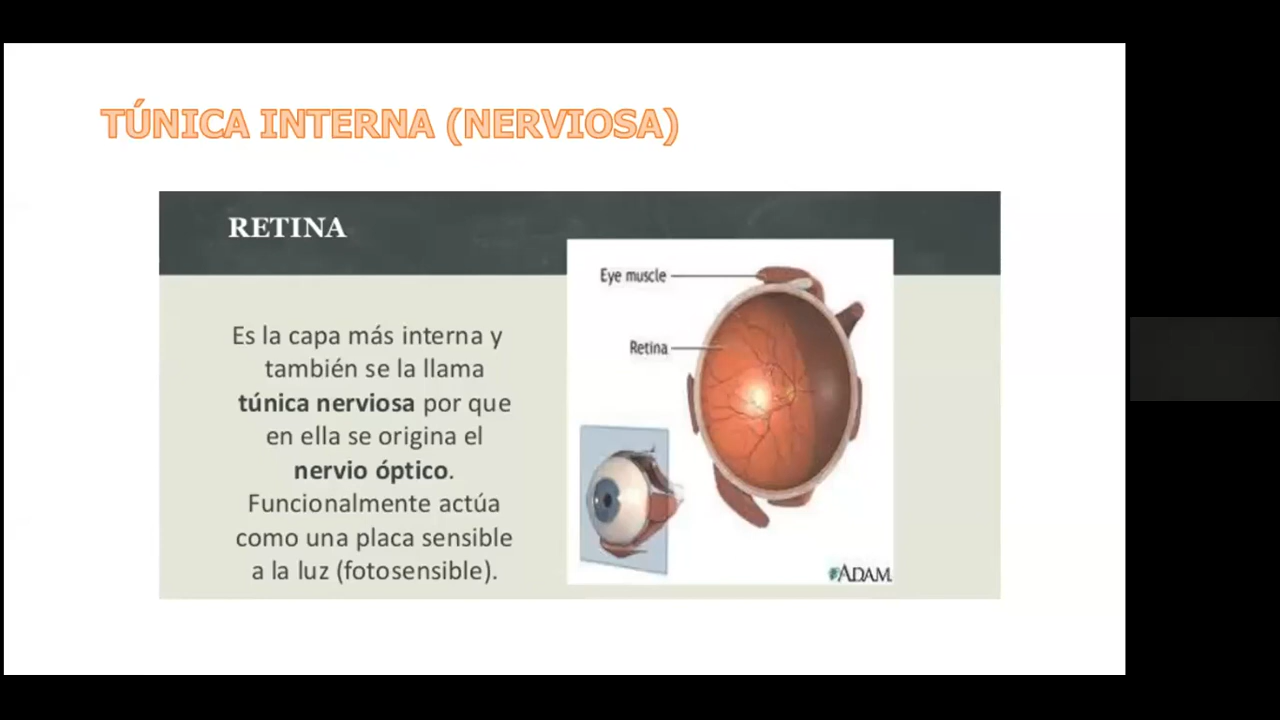 TÚNICA INTERNA (NERVIOSA)
RETINA
Es la capa más interna y
también se la llama
túnica nerviosa por que
en ella se origina el
nervio óptico.
Funcionalmente actúa
como una placa sensible
a la luz (fotosensible).
Eye muscle
Retina
ADAM